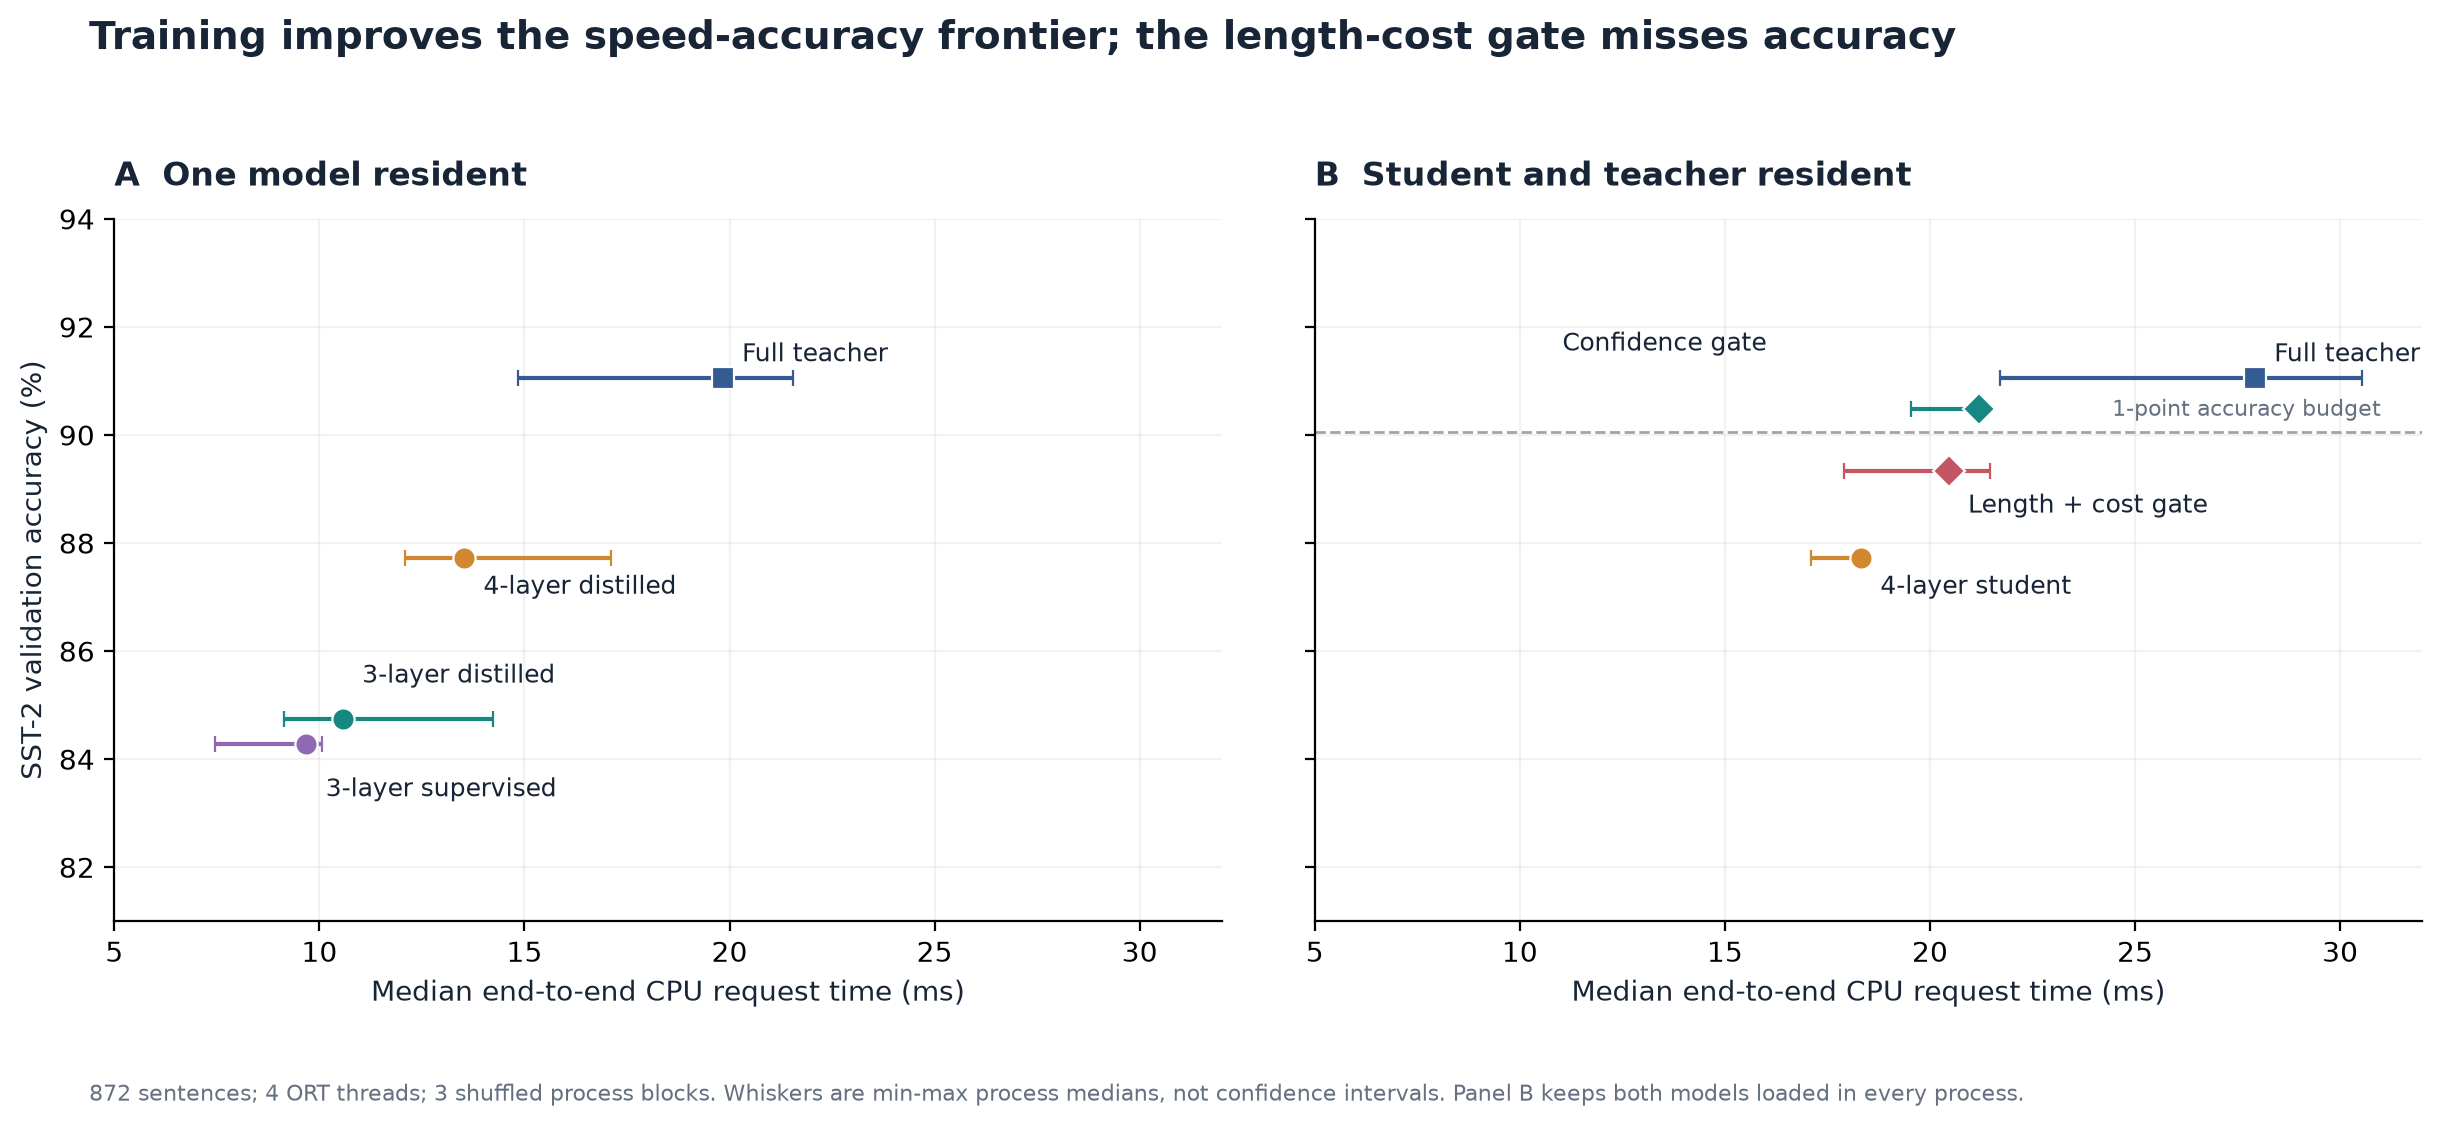 Training improves the speed-accuracy frontier; the length-cost gate misses accuracy
A One model resident
SST-2 validation accuracy (%)
94
92
90
88
86
84
82
Full teacher
4-layer distilled
3-layer distilled
3-layer supervised
5 10 15 20 25 30
Median end-to-end CPU request time (ms)
B Student and teacher resident
Confidence gate
Full teacher
1-point accuracy budget
Length + cost gate
4-layer student
5 10 15 20 25 30
Median end-to-end CPU request time (ms)
872 sentences; 4 ORT threads; 3 shuffled process blocks. Whiskers are min-max process medians, not confidence intervals. Panel B keeps both models loaded in every process.